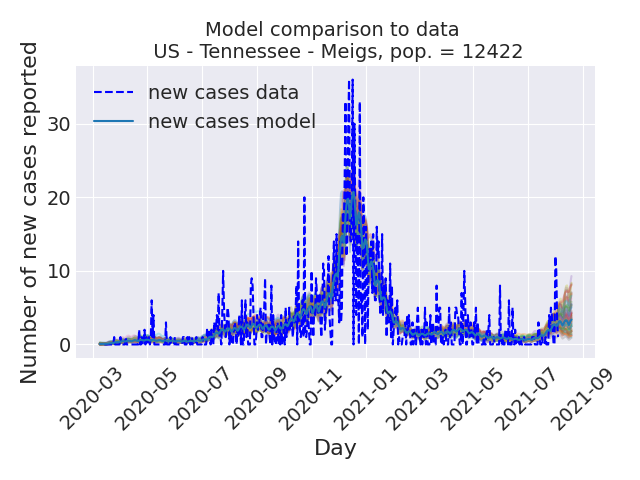 Model comparison to data
US - Tennessee - Meigs, pop. = 12422
Number of new cases reported
new cases data
new cases model
30
20
10
0
2020-03
2020-05
2020-07
2020-09
2020-11
2021-01
2021-03
2021-05
2021-07
2021-09
Day